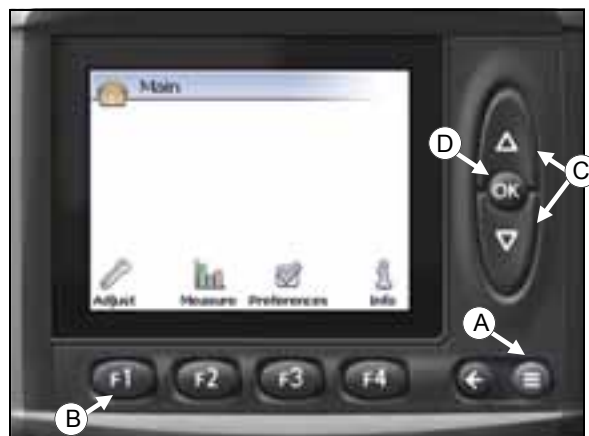 Main
D
C
OK
Adjust
Measure
Preferences
Info
A
F1
F2
F3
F4
B